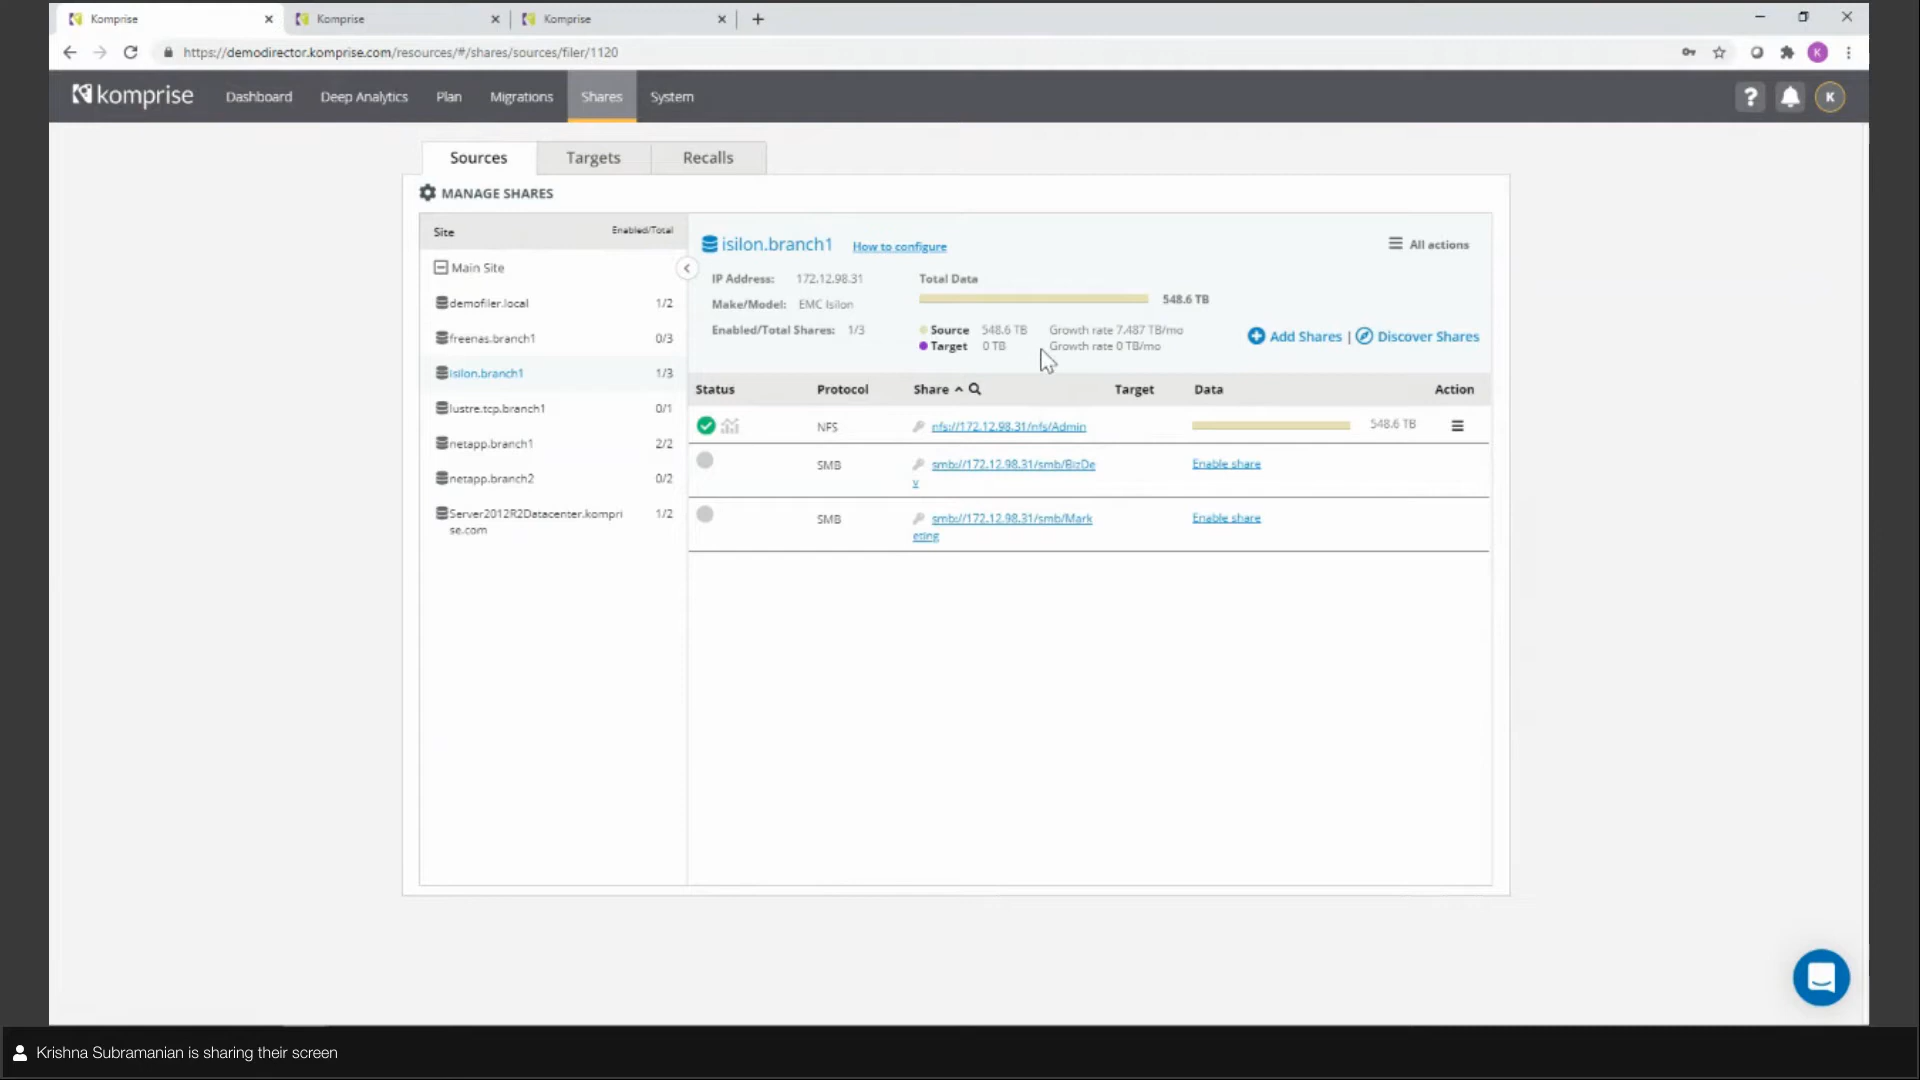 Komprise
Komprise
Komprise
https://demodirector.komprise.com/resources/#/shares/sources/filer/1120
K
komprise
Dashboard
Deep Analytics
Plan
Migrations
Shares
System
?
K
Sources
Targets
Recalls
MANAGE SHARES
Site Enabled/Total
Main Site
demofiler.local 1/2
freenas.branch1 0/3
isilon.branch1 1/3
lustre.tcp.branch1 0/1
netapp.branch1 2/2
netapp.branch2 0/2
Server2012R2Datacenter.kompri 1/2
se.com
isilon.branch1 How to configure
All actions
IP Address: 172.12.98.31
Make/Model: EMC Isilon
Enabled/Total Shares: 1/3
Total Data
548.6 TB
Source 548.6 TB Growth rate 7.487 TB/mo
Target 0 TB Growth rate 0 TB/mo
Add Shares | Discover Shares
Status Protocol Share Target Data Action
NFS nfs://172.12.98.31/nfs/Admin 548.6 TB
SMB smb://172.12.98.31/smb/BizDe Enable share
v
SMB smb://172.12.98.31/smb/Mark Enable share
eting
Krishna Subramanian is sharing their screen